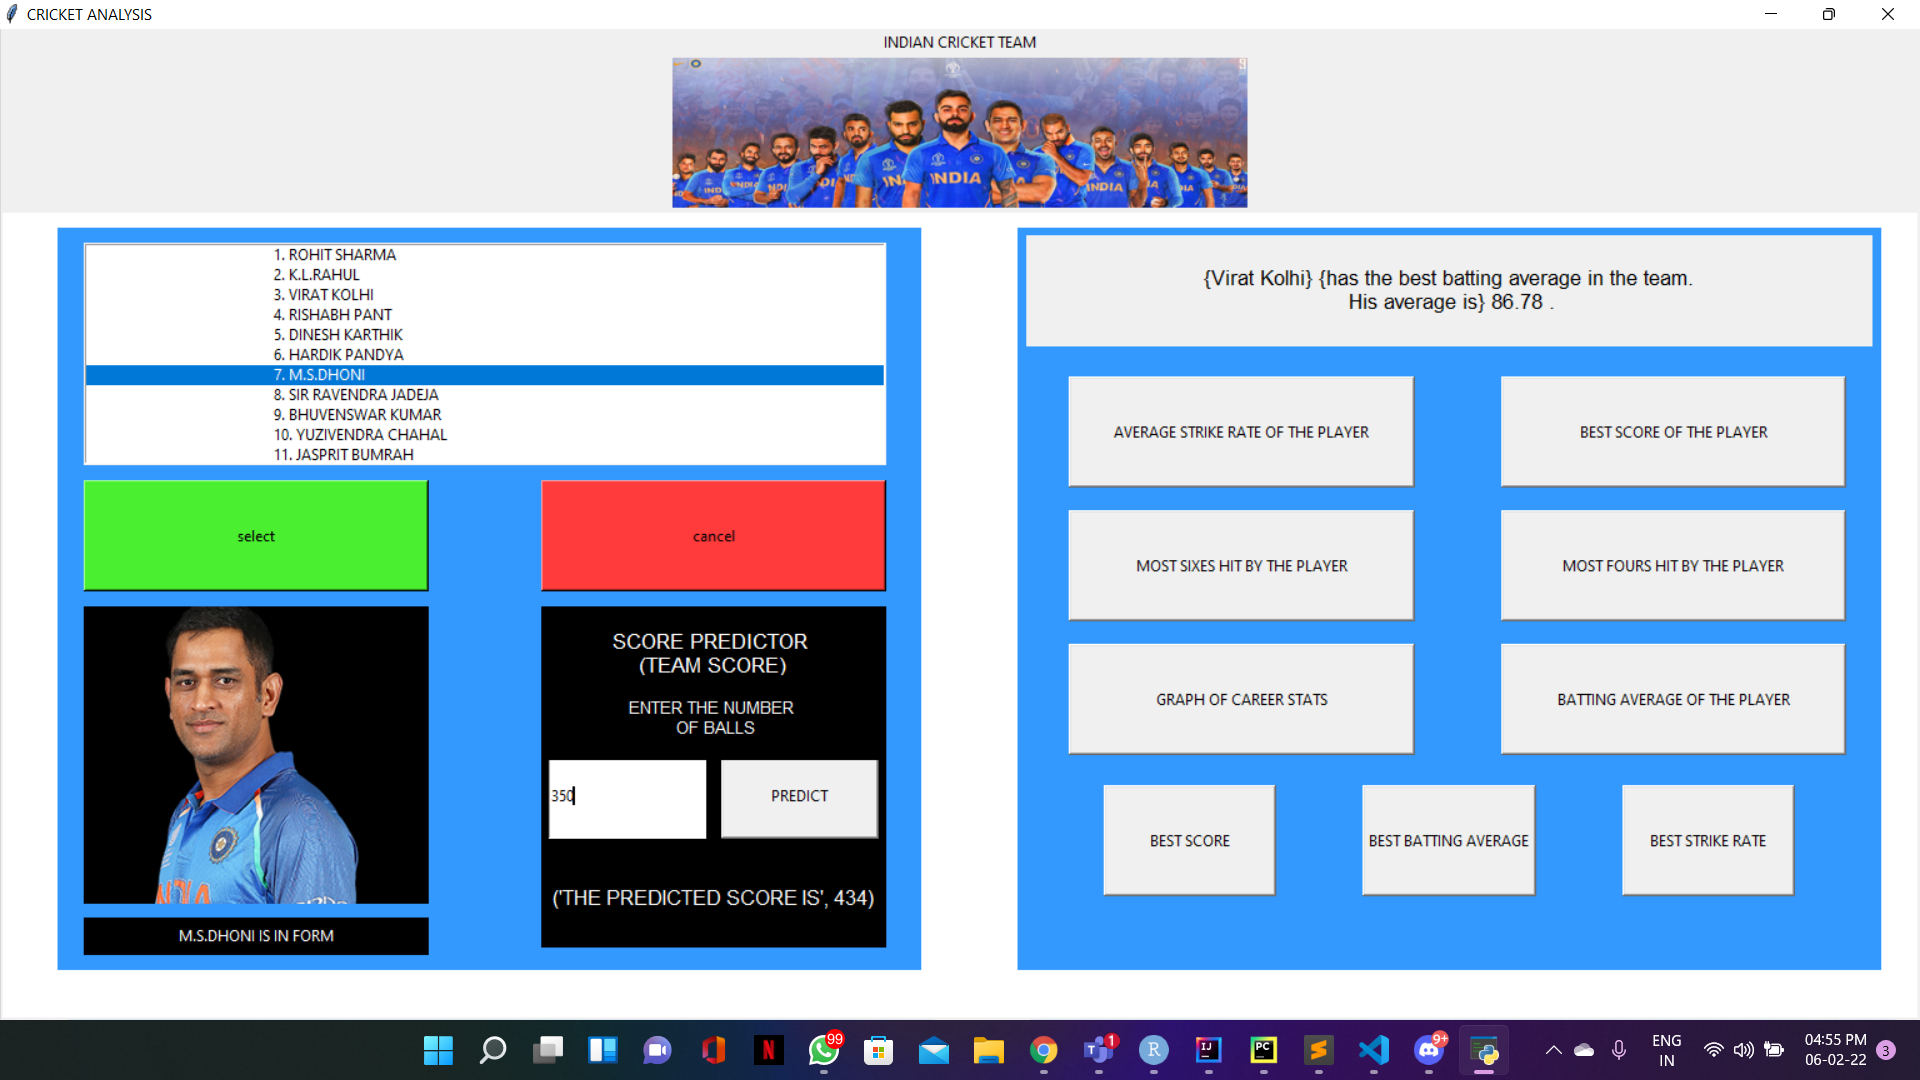 CRICKET ANALYSIS
INDIAN CRICKET TEAM
INDIA
1. ROHIT SHARMA
2. K.L.RAHUL
3. VIRAT KOLHI
4. RISHABH PANT
5. DINESH KARTHIK
6. HARDIK PANDYA
7. M.S.DHONI
8. SIR RAVENDRA JADEJA
9. BHUVENSWAR KUMAR
10. YUZIVENDRA CHAHAL
11. JASPRIT BUMRAH
select
cancel
SCORE PREDICTOR
(TEAM SCORE)
ENTER THE NUMBER
OF BALLS
350
PREDICT
('THE PREDICTED SCORE IS', 434)
INDIA
M.S.DHONI IS IN FORM
{Virat Kolhi} {has the best batting average in the team.
His average is} 86.78 .
AVERAGE STRIKE RATE OF THE PLAYER
BEST SCORE OF THE PLAYER
MOST SIXES HIT BY THE PLAYER
MOST FOURS HIT BY THE PLAYER
GRAPH OF CAREER STATS
BATTING AVERAGE OF THE PLAYER
BEST SCORE
BEST BATTING AVERAGE
BEST STRIKE RATE
N
99
T
1
R
IJ
PC
S
9+
ENG
IN
04:55 PM
06-02-22
3